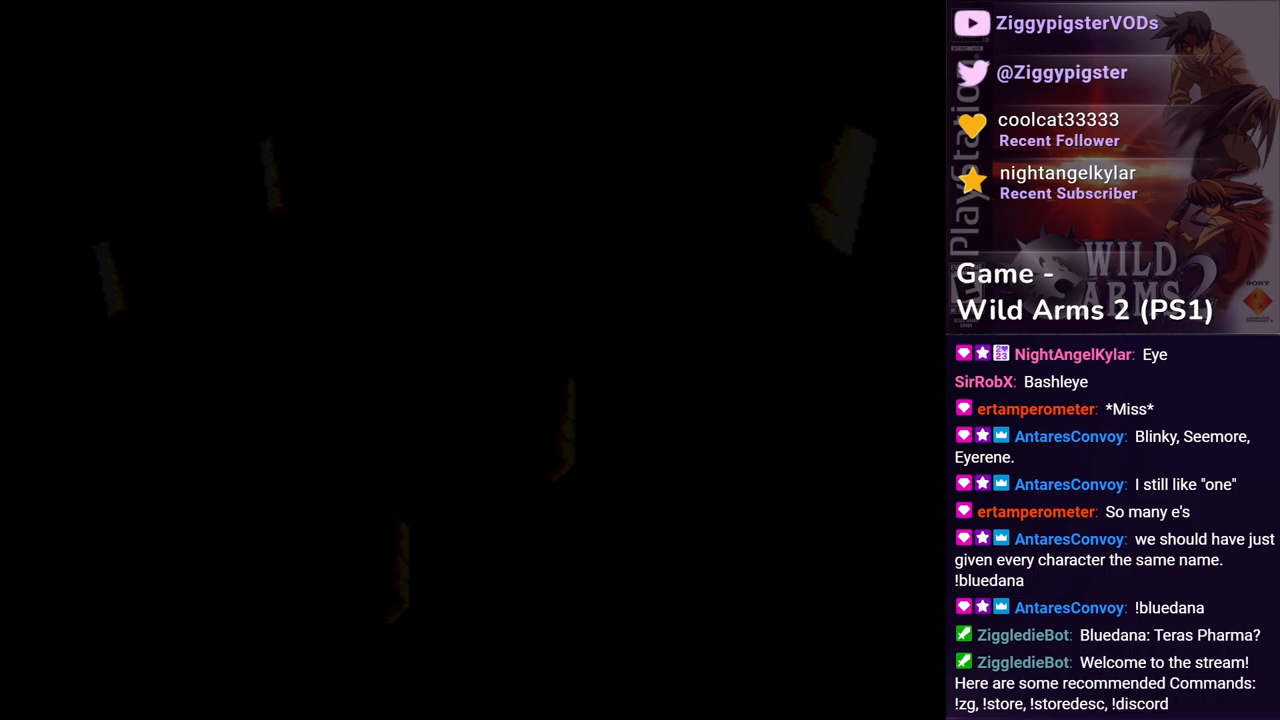 ZiggypigsterVODs
@Ziggypigster
coolcat33333
Recent Follower
nightangelkylar
Recent Subscriber
PlayStation
WILD
ARMS 2
SONY
Game -
Wild Arms 2 (PS1)
NightAngelKylar: Eye
SirRobX: Bashleye
ertamperometer: *Miss*
AntaresConvoy: Blinky, Seemore,
Eyerene.
AntaresConvoy: I still like "one"
ertamperometer: So many e's
AntaresConvoy: we should have just
given every character the same name.
!bluedana
AntaresConvoy: !bluedana
ZiggledieBot: Bluedana: Teras Pharma?
ZiggledieBot: Welcome to the stream!
Here are some recommended Commands:
!zg, !store, !storedesc, !discord